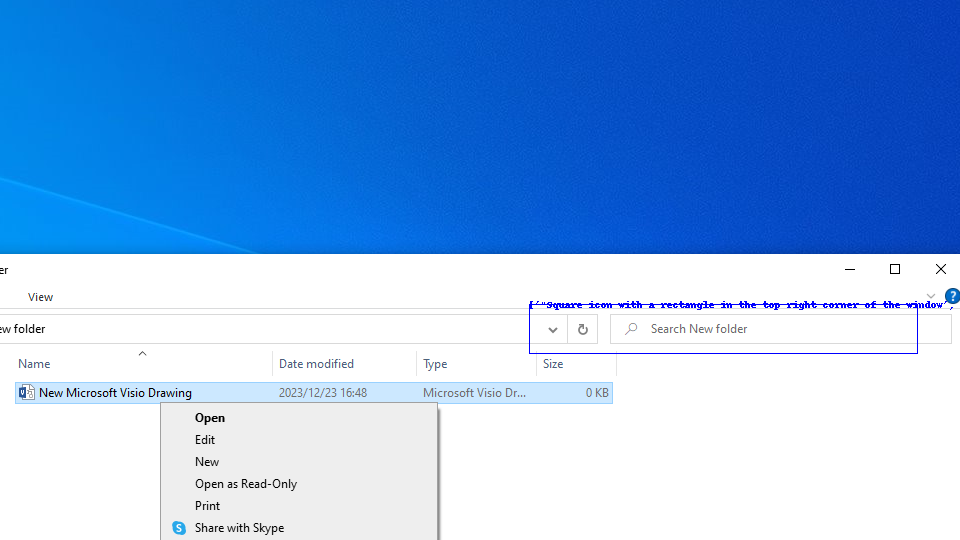 er
View
?
['"Square icon with a rectangle in the top right corner of the window',
ew folder
Search New folder
Name
Date modified
Type
Size
New Microsoft Visio Drawing
2023/12/23 16:48
Microsoft Visio Dr...
0 KB
Open
Edit
New
Open as Read-Only
Print
S Share with Skype